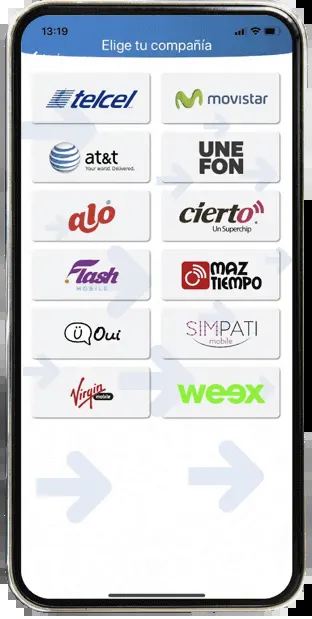 13:19
Elige tu compañía
telcel
movistar
at&t
Your world. Delivered.
UNE
FON
aló
cierto
Un Superchip
Flash
MOBILE
MAZ
TIEMPO
Ü Oui
SIMPATI
mobile
Virgin
mobile
weex